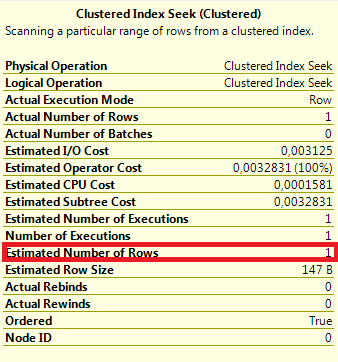 Clustered Index Seek (Clustered)
Scanning a particular range of rows from a clustered index.
Physical Operation Clustered Index Seek
Logical Operation Clustered Index Seek
Actual Execution Mode Row
Actual Number of Rows 1
Actual Number of Batches 0
Estimated I/O Cost 0,003125
Estimated Operator Cost 0,0032831 (100%)
Estimated CPU Cost 0,0001581
Estimated Subtree Cost 0,0032831
Estimated Number of Executions 1
Number of Executions 1
Estimated Number of Rows 1
Estimated Row Size 147 B
Actual Rebinds 0
Actual Rewinds 0
Ordered True
Node ID 0